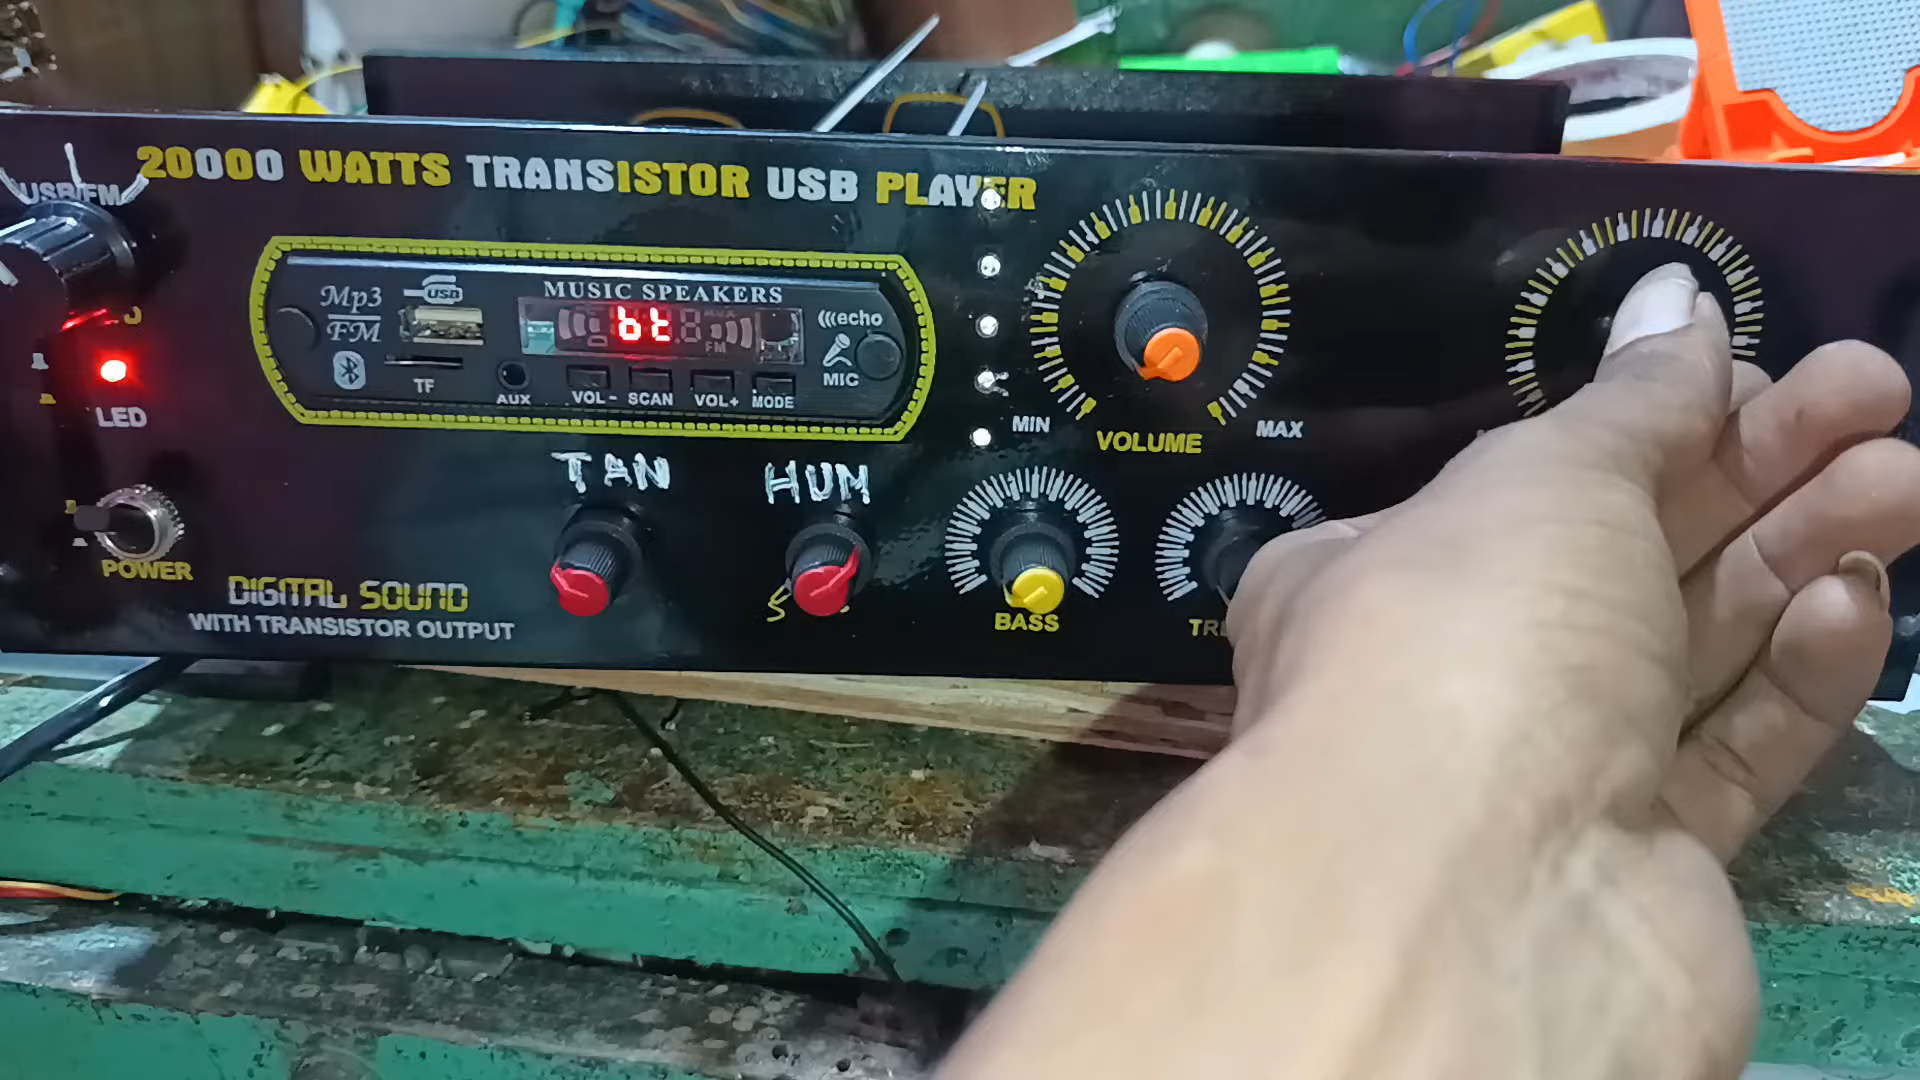 20000 WATTS TRANSISTOR USB PLAYER
USB/FM
Mp3
FM
USB
MUSIC SPEAKERS
bt
FM
echo
MIC
TF
AUX
VOL-
SCAN
VOL+
MODE
LED
MIN
VOLUME
MAX
TAN
HUM
POWER
DIGITAL SOUND
WITH TRANSISTOR OUTPUT
BASS